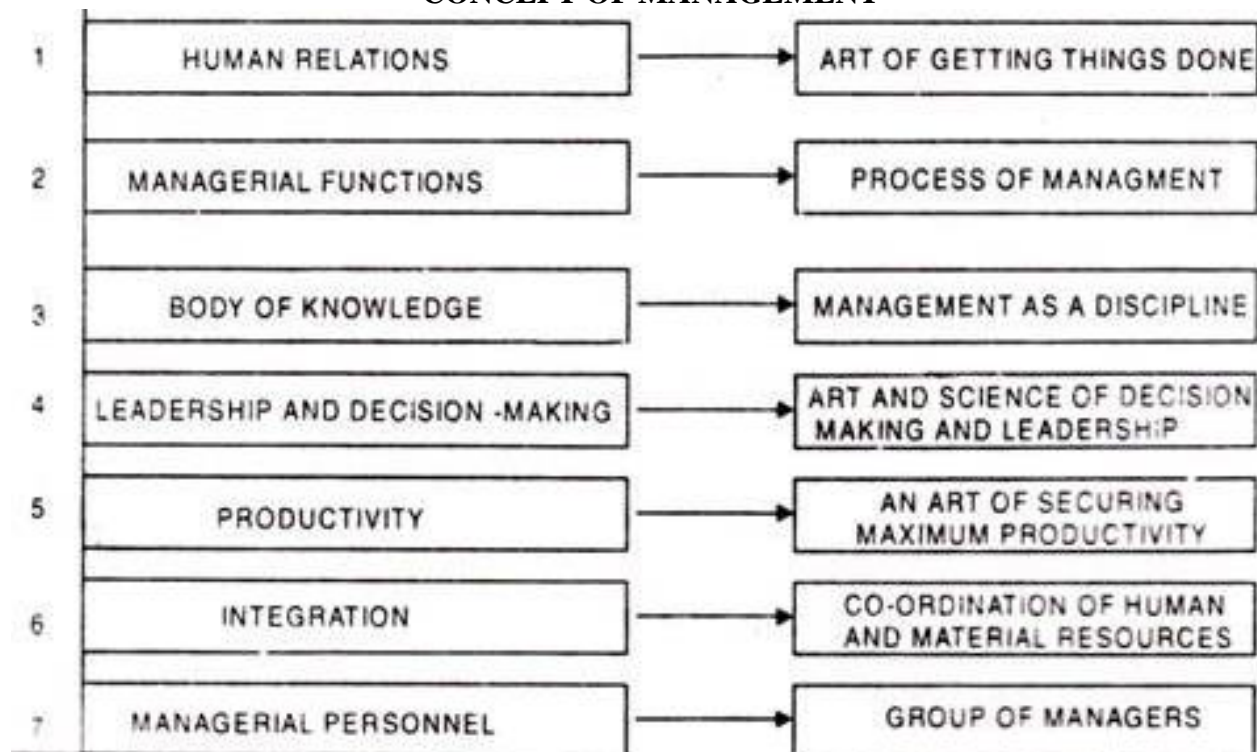 CONCEPT OF MANAGEMENT
1 HUMAN RELATIONS ART OF GETTING THINGS DONE
2 MANAGERIAL FUNCTIONS PROCESS OF MANAGMENT
3 BODY OF KNOWLEDGE MANAGEMENT AS A DISCIPLINE
4 LEADERSHIP AND DECISION -MAKING ART AND SCIENCE OF DECISION
MAKING AND LEADERSHIP
5 PRODUCTIVITY AN ART OF SECURING
MAXIMUM PRODUCTIVITY
6 INTEGRATION CO-ORDINATION OF HUMAN
AND MATERIAL RESOURCES
7 MANAGERIAL PERSONNEL GROUP OF MANAGERS